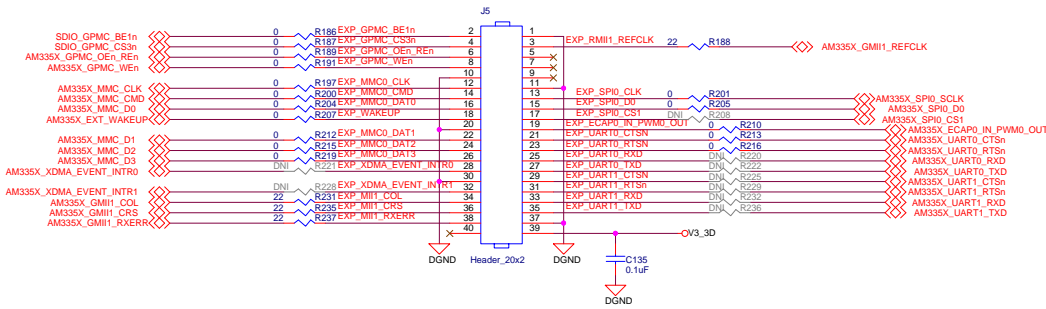 J5
SDIO_GPMC_BE1n 0 R186 EXP_GPMC_BE1n 2 1
SDIO_GPMC_CS3n 0 R187 EXP_GPMC_CS3n 4 3 EXP_RMII1_REFCLK 22 R188 AM335X_GMII1_REFCLK
AM335X_GPMC_OEn_REn 0 R189 EXP_GPMC_OEn_REn 6 5
AM335X_GPMC_WEn 0 R191 EXP_GPMC_WEn 8 7
10 9
AM335X_MMC_CLK 0 R197 EXP_MMC0_CLK 12 11
AM335X_MMC_CMD 0 R200 EXP_MMC0_CMD 14 13 EXP_SPI0_CLK 0 R201 AM335X_SPI0_SCLK
AM335X_MMC_D0 0 R204 EXP_MMC0_DAT0 16 15 EXP_SPI0_D0 0 R205 AM335X_SPI0_D0
AM335X_EXT_WAKEUP 0 R207 EXP_WAKEUP 18 17 EXP_SPI0_CS1 DNI R208 AM335X_SPI0_CS1
20 19 EXP_ECAP0_IN_PWM0_OUT 0 R210 AM335X_ECAP0_IN_PWM0_OUT
AM335X_MMC_D1 0 R212 EXP_MMC0_DAT1 22 21 EXP_UART0_CTSN 0 R213 AM335X_UART0_CTSn
AM335X_MMC_D2 0 R215 EXP_MMC0_DAT2 24 23 EXP_UART0_RTSN 0 R216 AM335X_UART0_RTSn
AM335X_MMC_D3 0 R219 EXP_MMC0_DAT3 26 25 EXP_UART0_RXD DNI R220 AM335X_UART0_RXD
AM335X_XDMA_EVENT_INTR0 DNI R221 EXP_XDMA_EVENT_INTR0 28 27 EXP_UART0_TXD DNI R222 AM335X_UART0_TXD
30 29 EXP_UART1_CTSN DNI R225 AM335X_UART1_CTSn
AM335X_XDMA_EVENT_INTR1 DNI R228 EXP_XDMA_EVENT_INTR1 32 31 EXP_UART1_RTSn DNI R229 AM335X_UART1_RTSn
AM335X_GMII1_COL 22 R231 EXP_MII1_COL 34 33 EXP_UART1_RXD DNI R232 AM335X_UART1_RXD
AM335X_GMII1_CRS 22 R235 EXP_MII1_CRS 36 35 EXP_UART1_TXD DNI R236 AM335X_UART1_TXD
AM335X_GMII1_RXERR 22 R237 EXP_MII1_RXERR 38 37
40 39 V3_3D
DGND Header_20x2 DGND C135
0.1uF
DGND